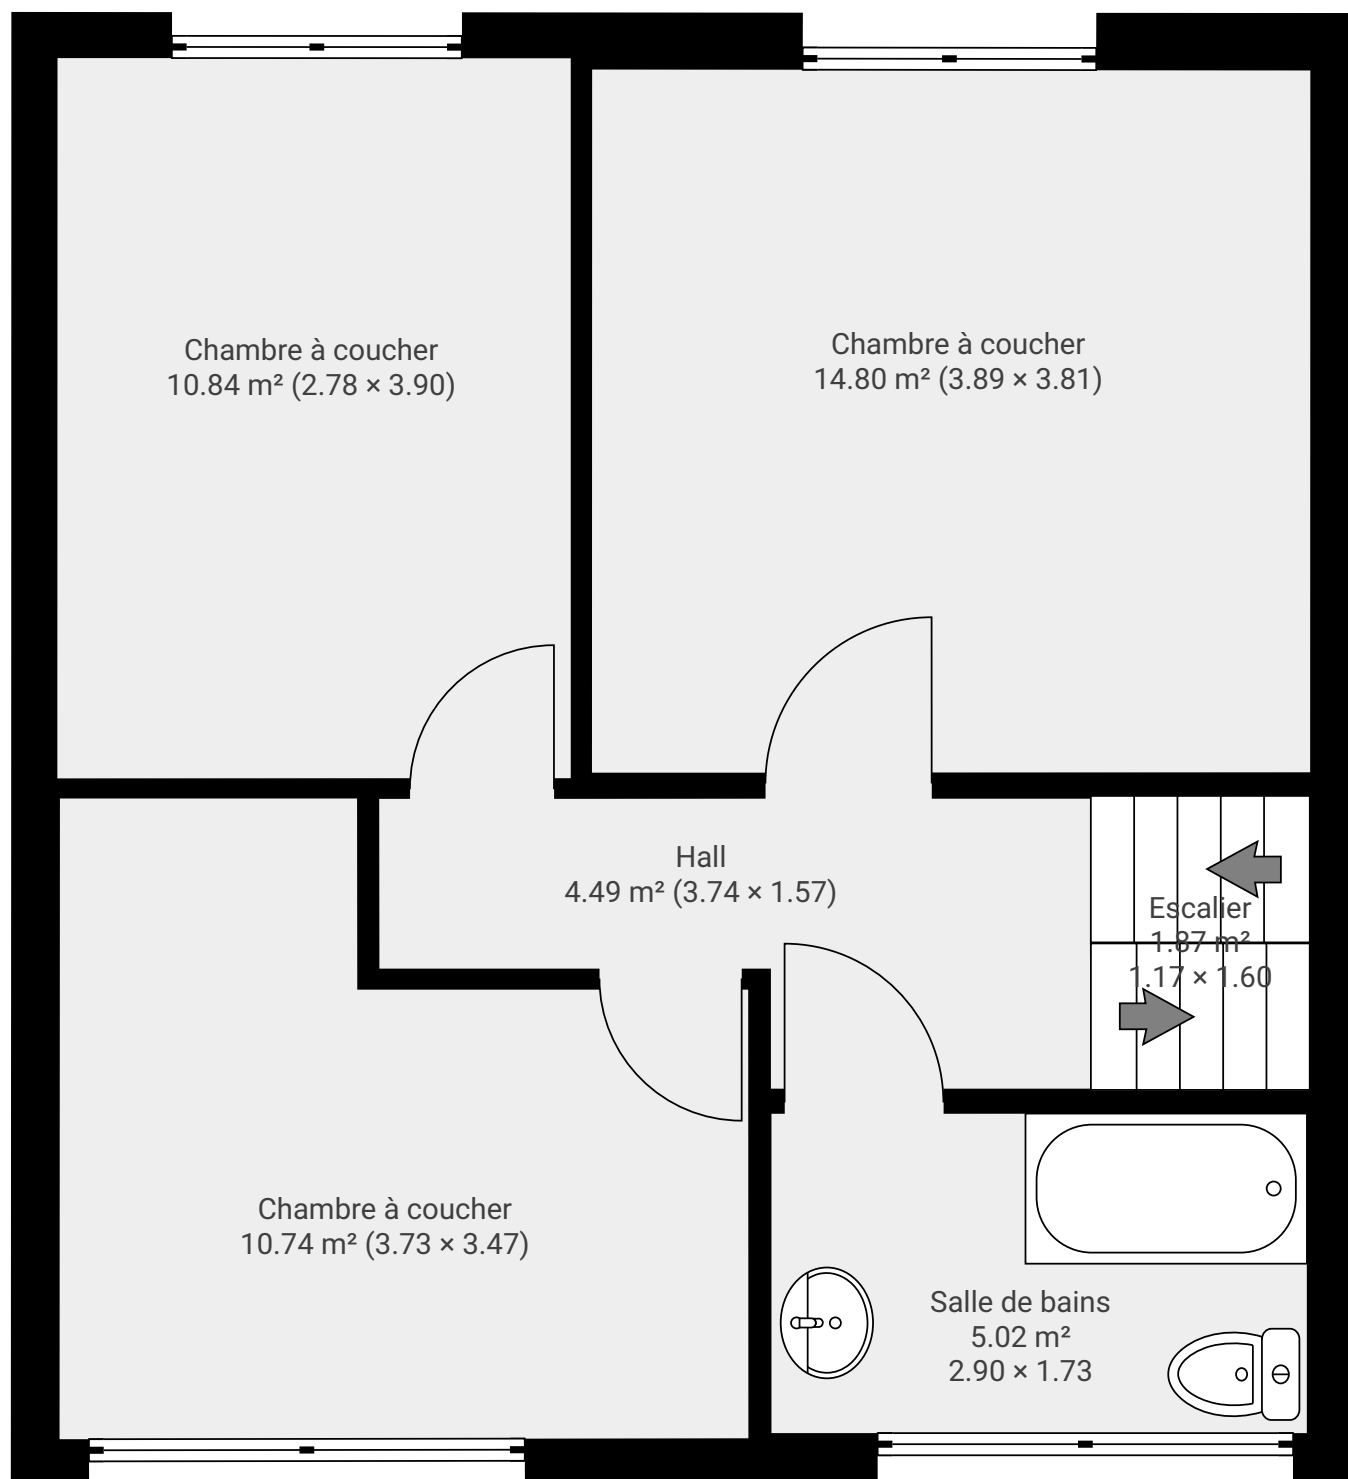 Chambre à coucher
10.84 m² (2.78 × 3.90)
Chambre à coucher
14.80 m² (3.89 × 3.81)
Hall
4.49 m² (3.74 × 1.57)
Escalier
1.87 m²
1.17 × 1.60
Chambre à coucher
10.74 m² (3.73 × 3.47)
Salle de bains
5.02 m²
2.90 × 1.73